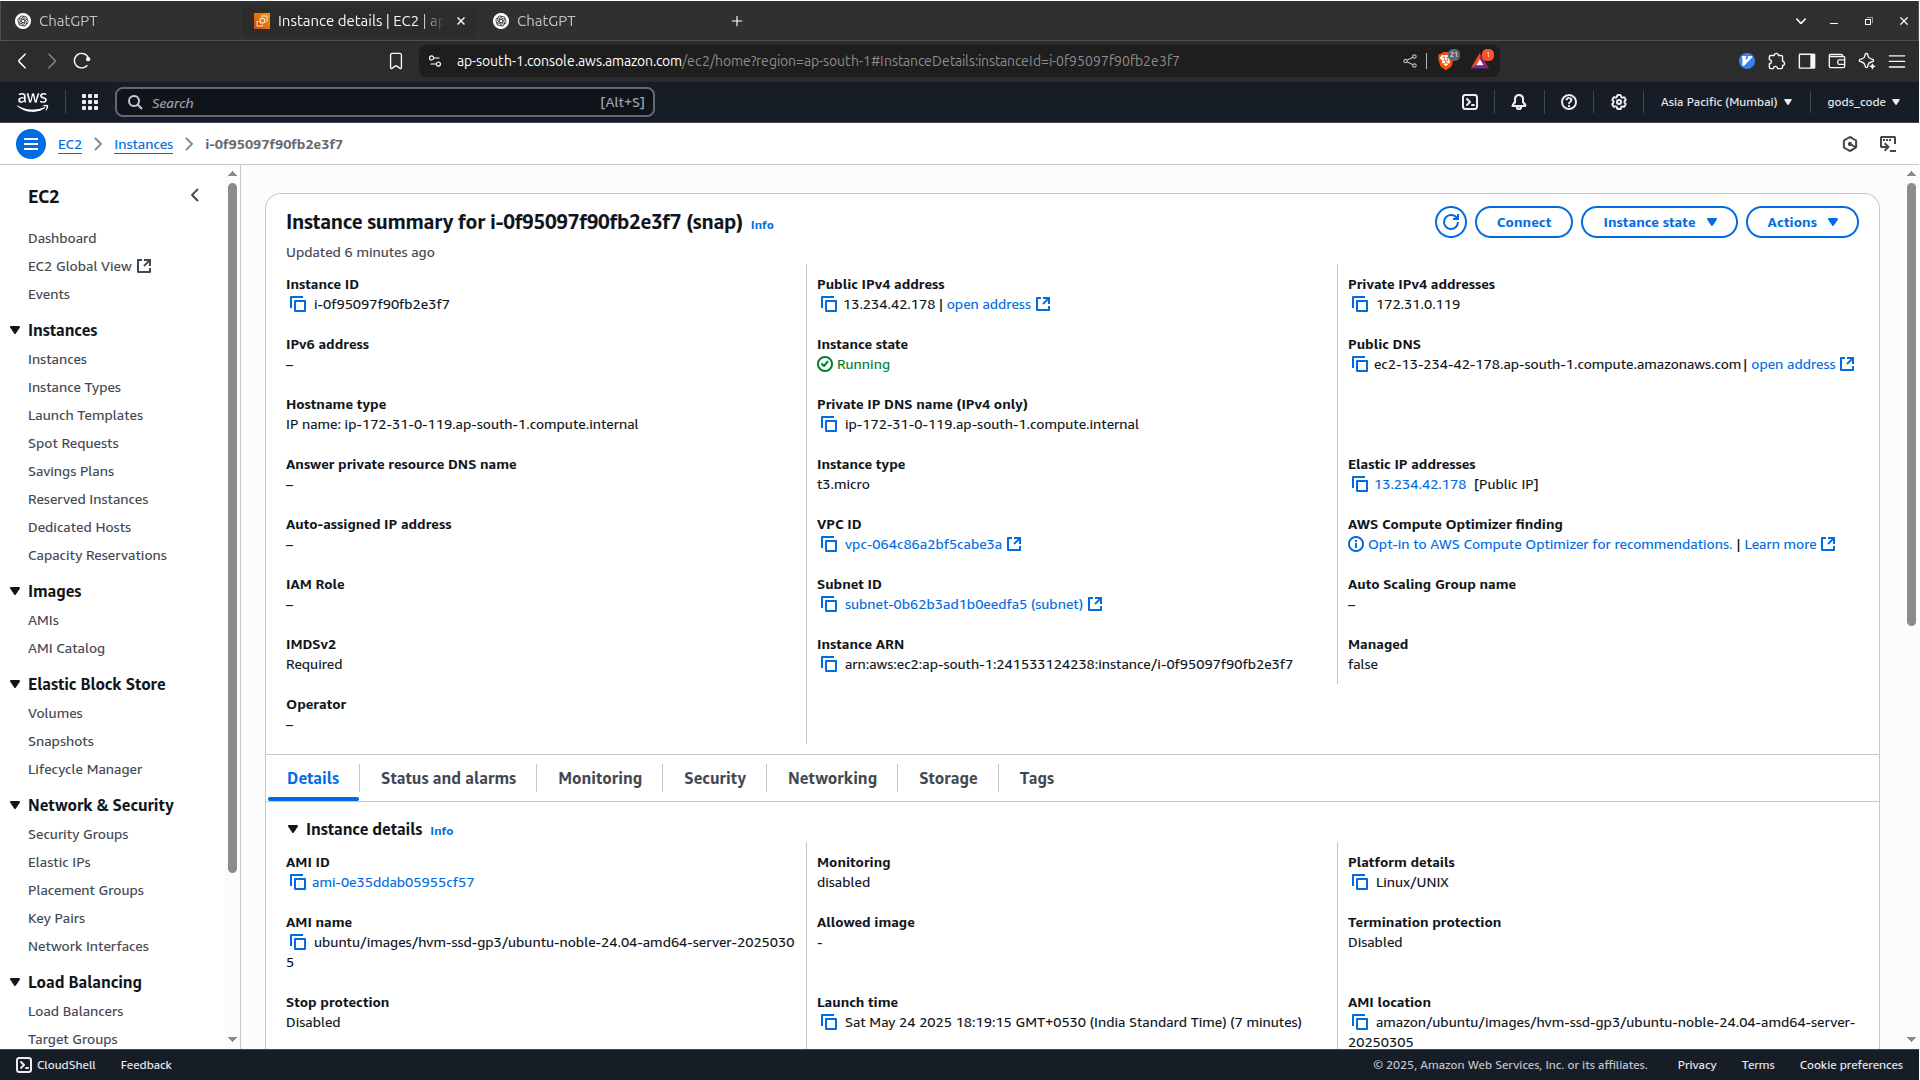 ChatGPT
Instance details | EC2 | ap
ChatGPT
ap-south-1.console.aws.amazon.com/ec2/home?region=ap-south-1#InstanceDetails:instanceId=i-0f95097f90fb2e3f7
21
1
aws
Search
[Alt+S]
Asia Pacific (Mumbai)
gods_code
EC2
Instances
i-0f95097f90fb2e3f7
EC2
Dashboard
EC2 Global View
Events
Instances
Instances
Instance Types
Launch Templates
Spot Requests
Savings Plans
Reserved Instances
Dedicated Hosts
Capacity Reservations
Images
AMIs
AMI Catalog
Elastic Block Store
Volumes
Snapshots
Lifecycle Manager
Network & Security
Security Groups
Elastic IPs
Placement Groups
Key Pairs
Network Interfaces
Load Balancing
Load Balancers
Target Groups
Instance summary for i-0f95097f90fb2e3f7 (snap) Info
Updated 6 minutes ago
Connect
Instance state
Actions
Instance ID
i-0f95097f90fb2e3f7
Public IPv4 address
13.234.42.178 | open address
Private IPv4 addresses
172.31.0.119
IPv6 address
–
Instance state
Running
Public DNS
ec2-13-234-42-178.ap-south-1.compute.amazonaws.com | open address
Hostname type
IP name: ip-172-31-0-119.ap-south-1.compute.internal
Private IP DNS name (IPv4 only)
ip-172-31-0-119.ap-south-1.compute.internal
Answer private resource DNS name
–
Instance type
t3.micro
Elastic IP addresses
13.234.42.178 [Public IP]
Auto-assigned IP address
–
VPC ID
vpc-064c86a2bf5cabe3a
AWS Compute Optimizer finding
Opt-in to AWS Compute Optimizer for recommendations. | Learn more
IAM Role
–
Subnet ID
subnet-0b62b3ad1b0eedfa5 (subnet)
Auto Scaling Group name
–
IMDSv2
Required
Instance ARN
arn:aws:ec2:ap-south-1:241533124238:instance/i-0f95097f90fb2e3f7
Managed
false
Operator
–
Details
Status and alarms
Monitoring
Security
Networking
Storage
Tags
Instance details Info
AMI ID
ami-0e35ddab05955cf57
Monitoring
disabled
Platform details
Linux/UNIX
AMI name
ubuntu/images/hvm-ssd-gp3/ubuntu-noble-24.04-amd64-server-2025030
5
Allowed image
-
Termination protection
Disabled
Stop protection
Disabled
Launch time
Sat May 24 2025 18:19:15 GMT+0530 (India Standard Time) (7 minutes)
AMI location
amazon/ubuntu/images/hvm-ssd-gp3/ubuntu-noble-24.04-amd64-server-
20250305
CloudShell
Feedback
© 2025, Amazon Web Services, Inc. or its affiliates.
Privacy
Terms
Cookie preferences